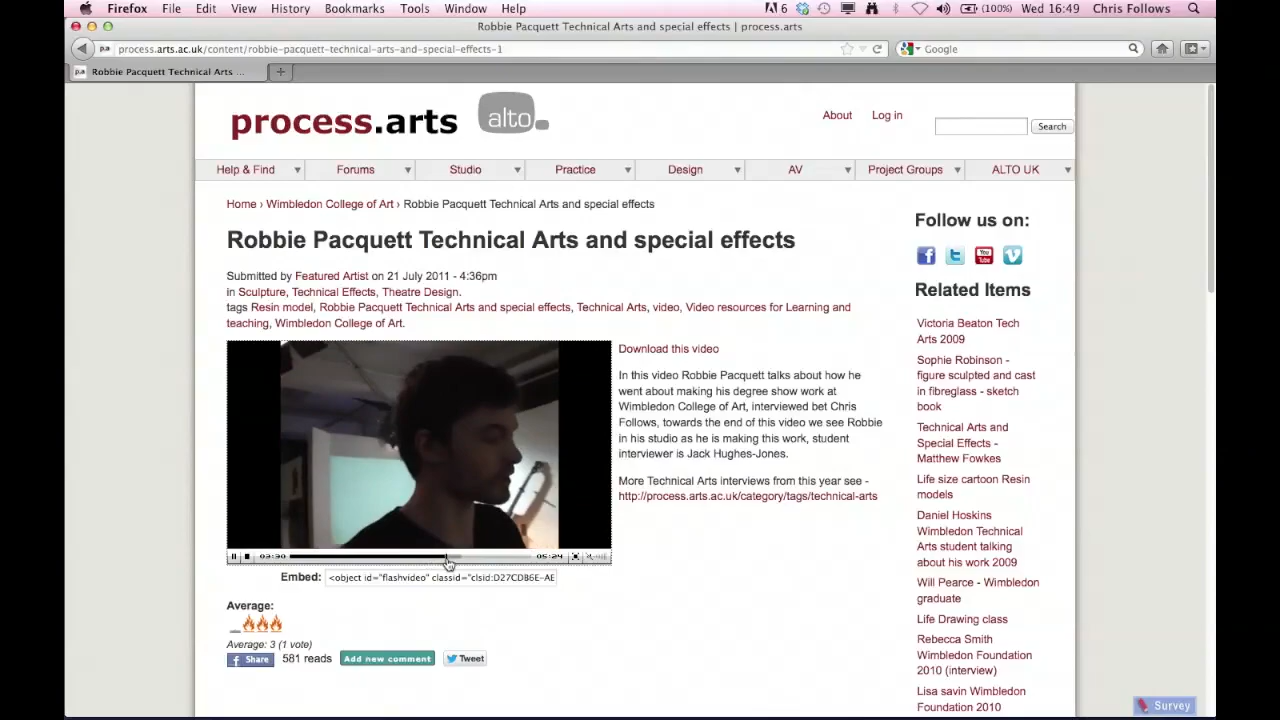 Firefox File Edit View History Bookmarks Tools Window Help 6 (100%) Wed 16:49 Chris Follows
Robbie Pacquett Technical Arts and special effects | process.arts
p.a process.arts.ac.uk/content/robbie-pacquett-technical-arts-and-special-effects-1 Google
p.a Robbie Pacquett Technical Arts ... +
process.arts alto
About Log in Search
Help & Find Forums Studio Practice Design AV Project Groups ALTO UK
Home › Wimbledon College of Art › Robbie Pacquett Technical Arts and special effects
Robbie Pacquett Technical Arts and special effects
Submitted by Featured Artist on 21 July 2011 - 4:36pm
in Sculpture, Technical Effects, Theatre Design.
tags Resin model, Robbie Pacquett Technical Arts and special effects, Technical Arts, video, Video resources for Learning and
teaching, Wimbledon College of Art.
Download this video
In this video Robbie Pacquett talks about how he
went about making his degree show work at
Wimbledon College of Art, interviewed bet Chris
Follows, towards the end of this video we see Robbie
in his studio as he is making this work, student
interviewer is Jack Hughes-Jones.
More Technical Arts interviews from this year see -
http://process.arts.ac.uk/category/tags/technical-arts
03:30 05:24
Embed: <object id="flashvideo" classid="clsid:D27CDB6E-AE
Average:
Average: 3 (1 vote)
f Share 581 reads Add new comment Tweet
Follow us on:
f t You Tube v
Related Items
Victoria Beaton Tech
Arts 2009
Sophie Robinson -
figure sculpted and cast
in fibreglass - sketch
book
Technical Arts and
Special Effects -
Matthew Fowkes
Life size cartoon Resin
models
Daniel Hoskins
Wimbledon Technical
Arts student talking
about his work 2009
Will Pearce - Wimbledon
graduate
Life Drawing class
Rebecca Smith
Wimbledon Foundation
2010 (interview)
Lisa savin Wimbledon
Foundation 2010
Survey